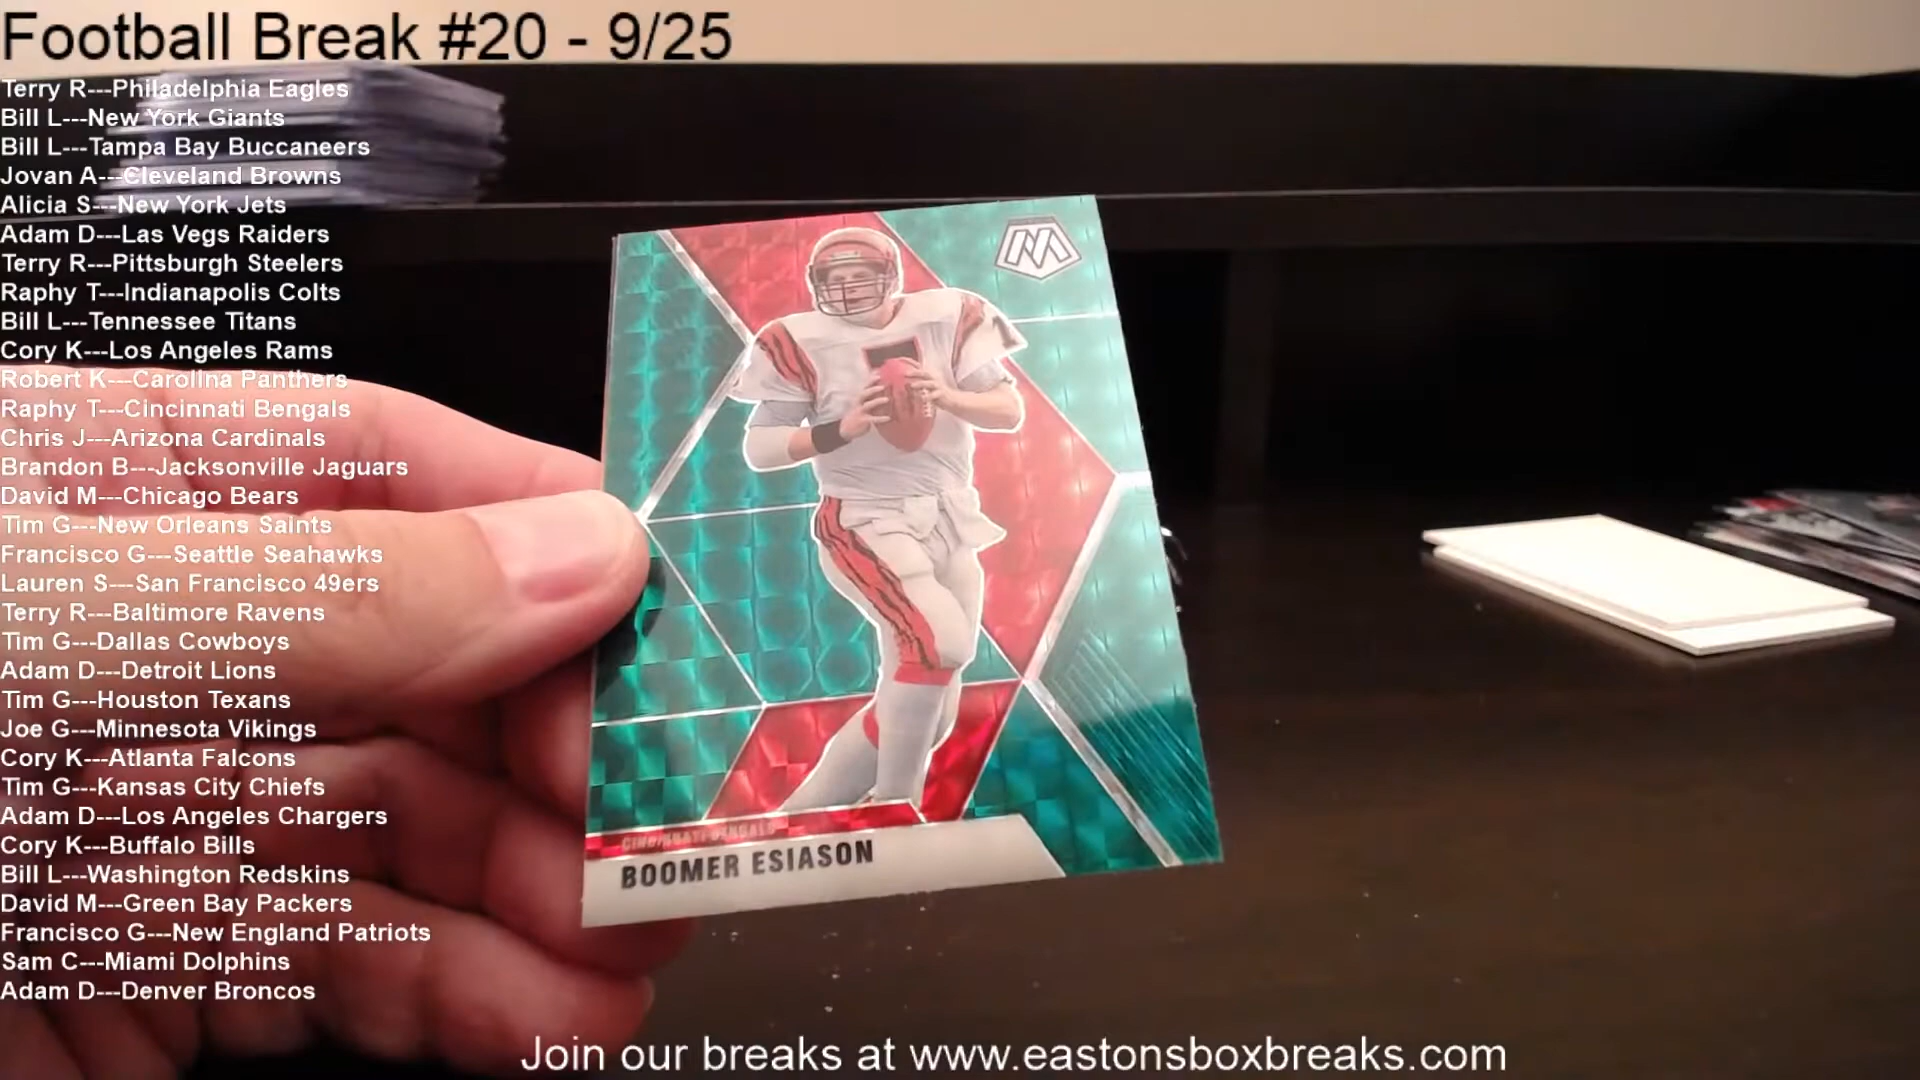 Football Break #20 - 9/25
Terry R---Philadelphia Eagles
Bill L---New York Giants
Bill L---Tampa Bay Buccaneers
Jovan A---Cleveland Browns
Alicia S---New York Jets
Adam D---Las Vegs Raiders
Terry R---Pittsburgh Steelers
Raphy T---Indianapolis Colts
Bill L---Tennessee Titans
Cory K---Los Angeles Rams
Robert K---Carolina Panthers
Raphy T---Cincinnati Bengals
Chris J---Arizona Cardinals
Brandon B---Jacksonville Jaguars
David M---Chicago Bears
Tim G---New Orleans Saints
Francisco G---Seattle Seahawks
Lauren S---San Francisco 49ers
Terry R---Baltimore Ravens
Tim G---Dallas Cowboys
Adam D---Detroit Lions
Tim G---Houston Texans
Joe G---Minnesota Vikings
Cory K---Atlanta Falcons
Tim G---Kansas City Chiefs
Adam D---Los Angeles Chargers
Cory K---Buffalo Bills
Bill L---Washington Redskins
David M---Green Bay Packers
Francisco G---New England Patriots
Sam C---Miami Dolphins
Adam D---Denver Broncos
M
7
CINCINNATI BENGALS
BOOMER ESIASON
Join our breaks at www.eastonsboxbreaks.com